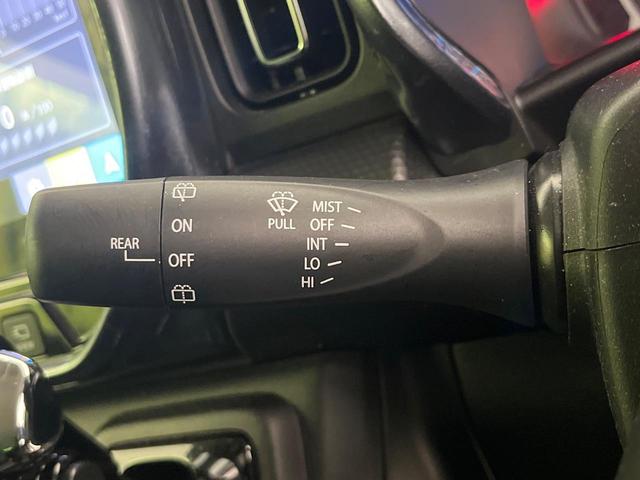 ON
REAR
OFF
PULL
MIST
OFF
INT
LO
HI